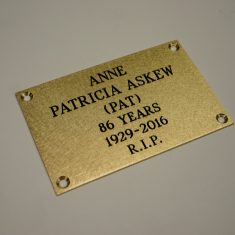 ANNE
PATRICIA ASKEW
(PAT)
86 YEARS
1929-2016
R.I.P.